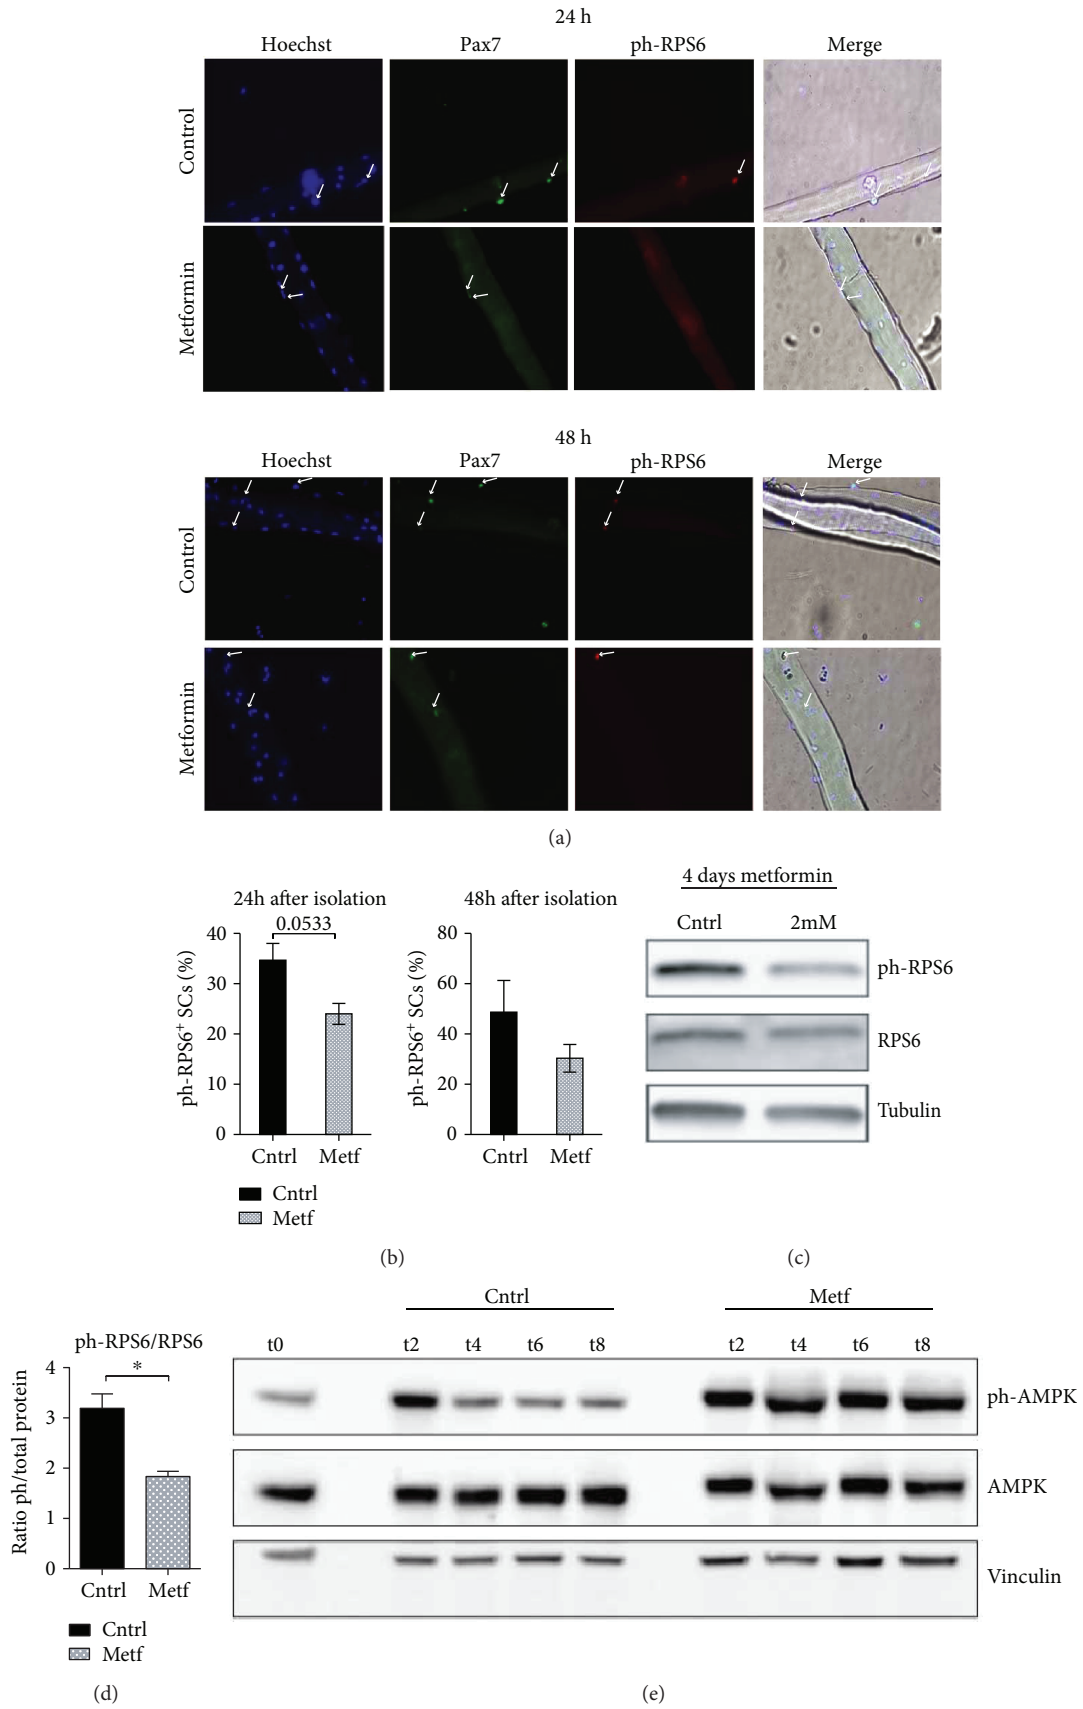 24 h
Hoechst Pax7 ph-RPS6 Merge
Control
Metformin
48 h
Hoechst Pax7 ph-RPS6 Merge
Control
Metformin
(a)
24h after isolation
0.0533
40
30
20
10
0
ph-RPS6+ SCs (%)
Cntrl Metf
48h after isolation
80
60
40
20
0
ph-RPS6+ SCs (%)
Cntrl Metf
Cntrl
Metf
(b)
4 days metformin
Cntrl 2mM
ph-RPS6
RPS6
Tubulin
(c)
ph-RPS6/RPS6
*
4
3
2
1
0
Ratio ph/total protein
Cntrl Metf
Cntrl
Metf
(d)
Cntrl Metf
t0 t2 t4 t6 t8 t2 t4 t6 t8
ph-AMPK
AMPK
Vinculin
(e)